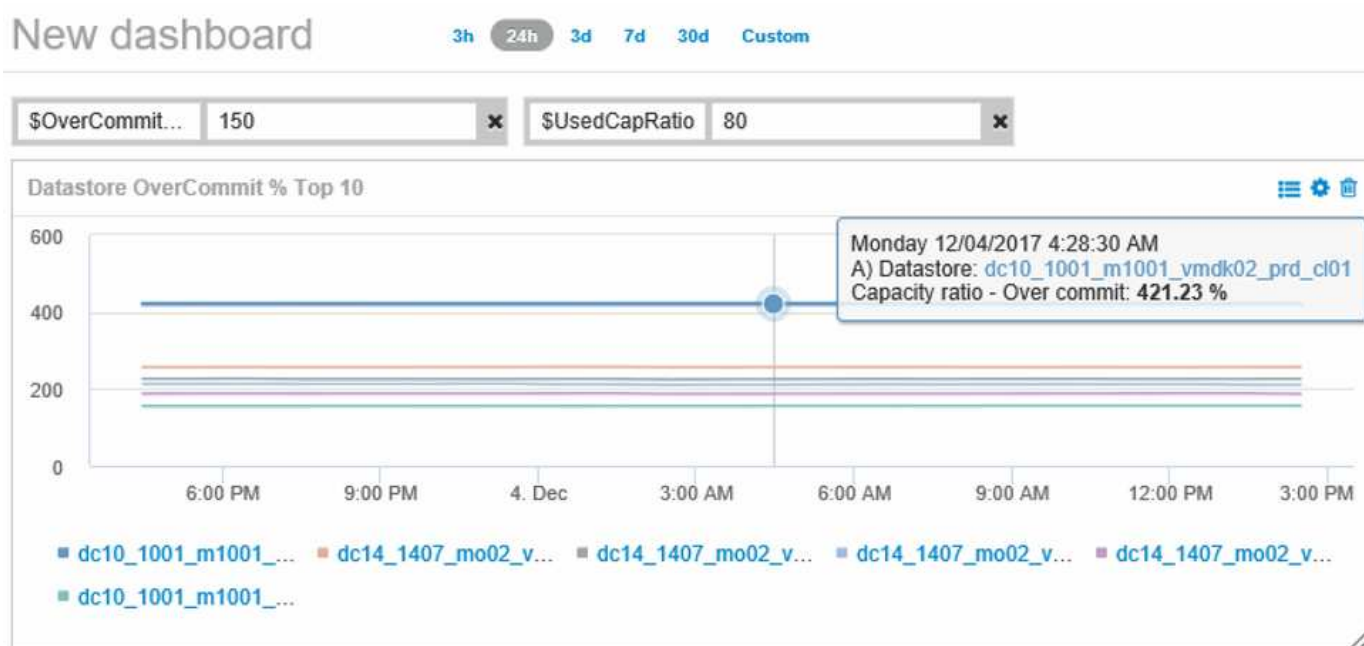 New dashboard 3h 24h 3d 7d 30d Custom
$OverCommit... 150 × $UsedCapRatio 80 ×
Datastore OverCommit % Top 10
600
Monday 12/04/2017 4:28:30 AM
A) Datastore: dc10_1001_m1001_vmdk02_prd_cl01
Capacity ratio - Over commit: 421.23 %
400
200
0
6:00 PM 9:00 PM 4. Dec 3:00 AM 6:00 AM 9:00 AM 12:00 PM 3:00 PM
dc10_1001_m1001_... dc14_1407_mo02_v... dc14_1407_mo02_v... dc14_1407_mo02_v... dc14_1407_mo02_v...
dc10_1001_m1001_...